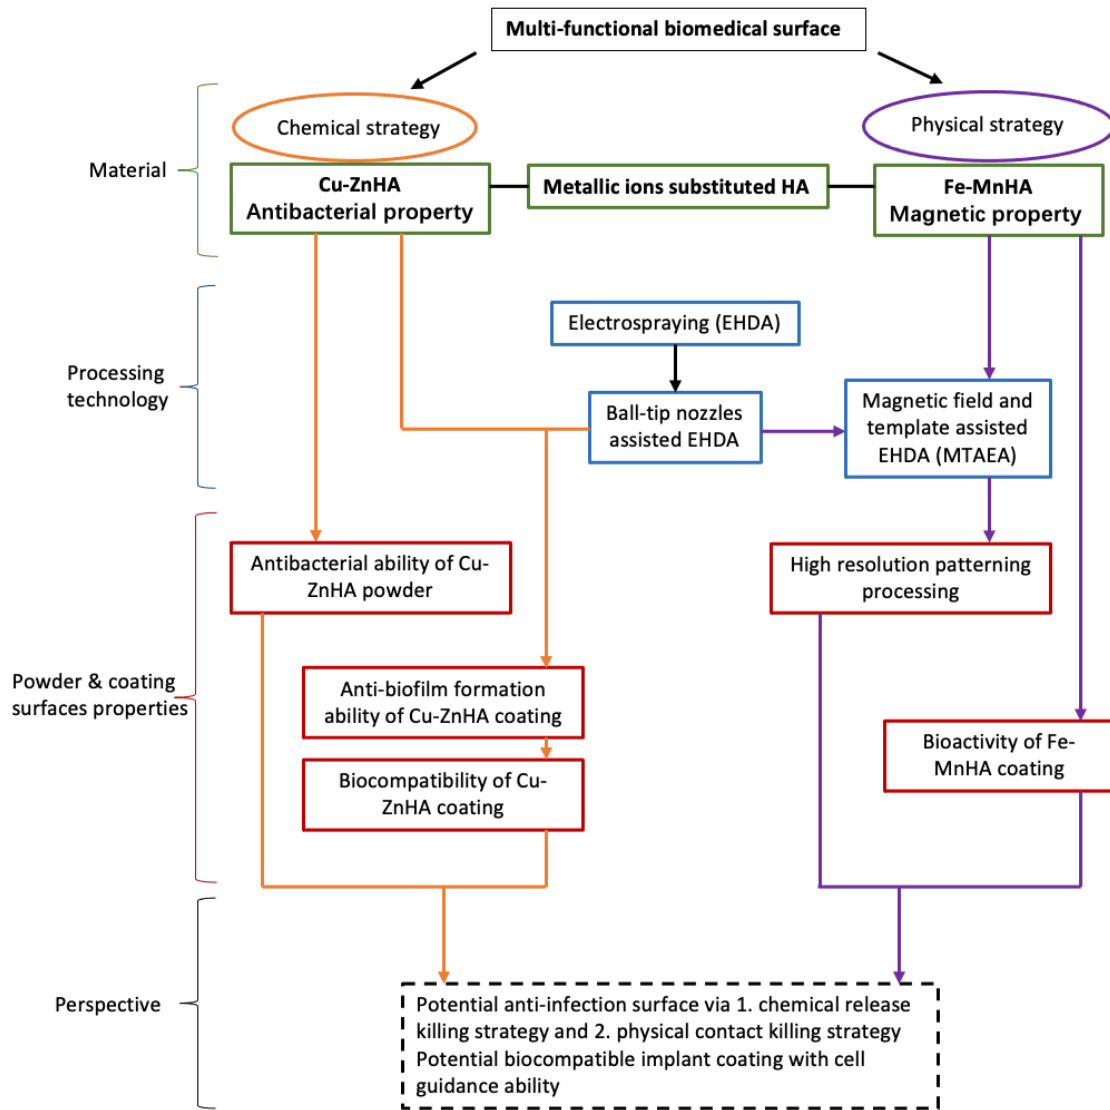 Multi-functional biomedical surface
Chemical strategy
Physical strategy
Material
Cu-ZnHA
Antibacterial property
Metallic ions substituted HA
Fe-MnHA
Magnetic property
Electrospraying (EHDA)
Processing
technology
Ball-tip nozzles
assisted EHDA
Magnetic field and
template assisted
EHDA (MTAEA)
Antibacterial ability of Cu-
ZnHA powder
High resolution patterning
processing
Powder & coating
surfaces properties
Anti-biofilm formation
ability of Cu-ZnHA coating
Bioactivity of Fe-
MnHA coating
Biocompatibility of Cu-
ZnHA coating
Perspective
Potential anti-infection surface via 1. chemical release
killing strategy and 2. physical contact killing strategy
Potential biocompatible implant coating with cell
guidance ability